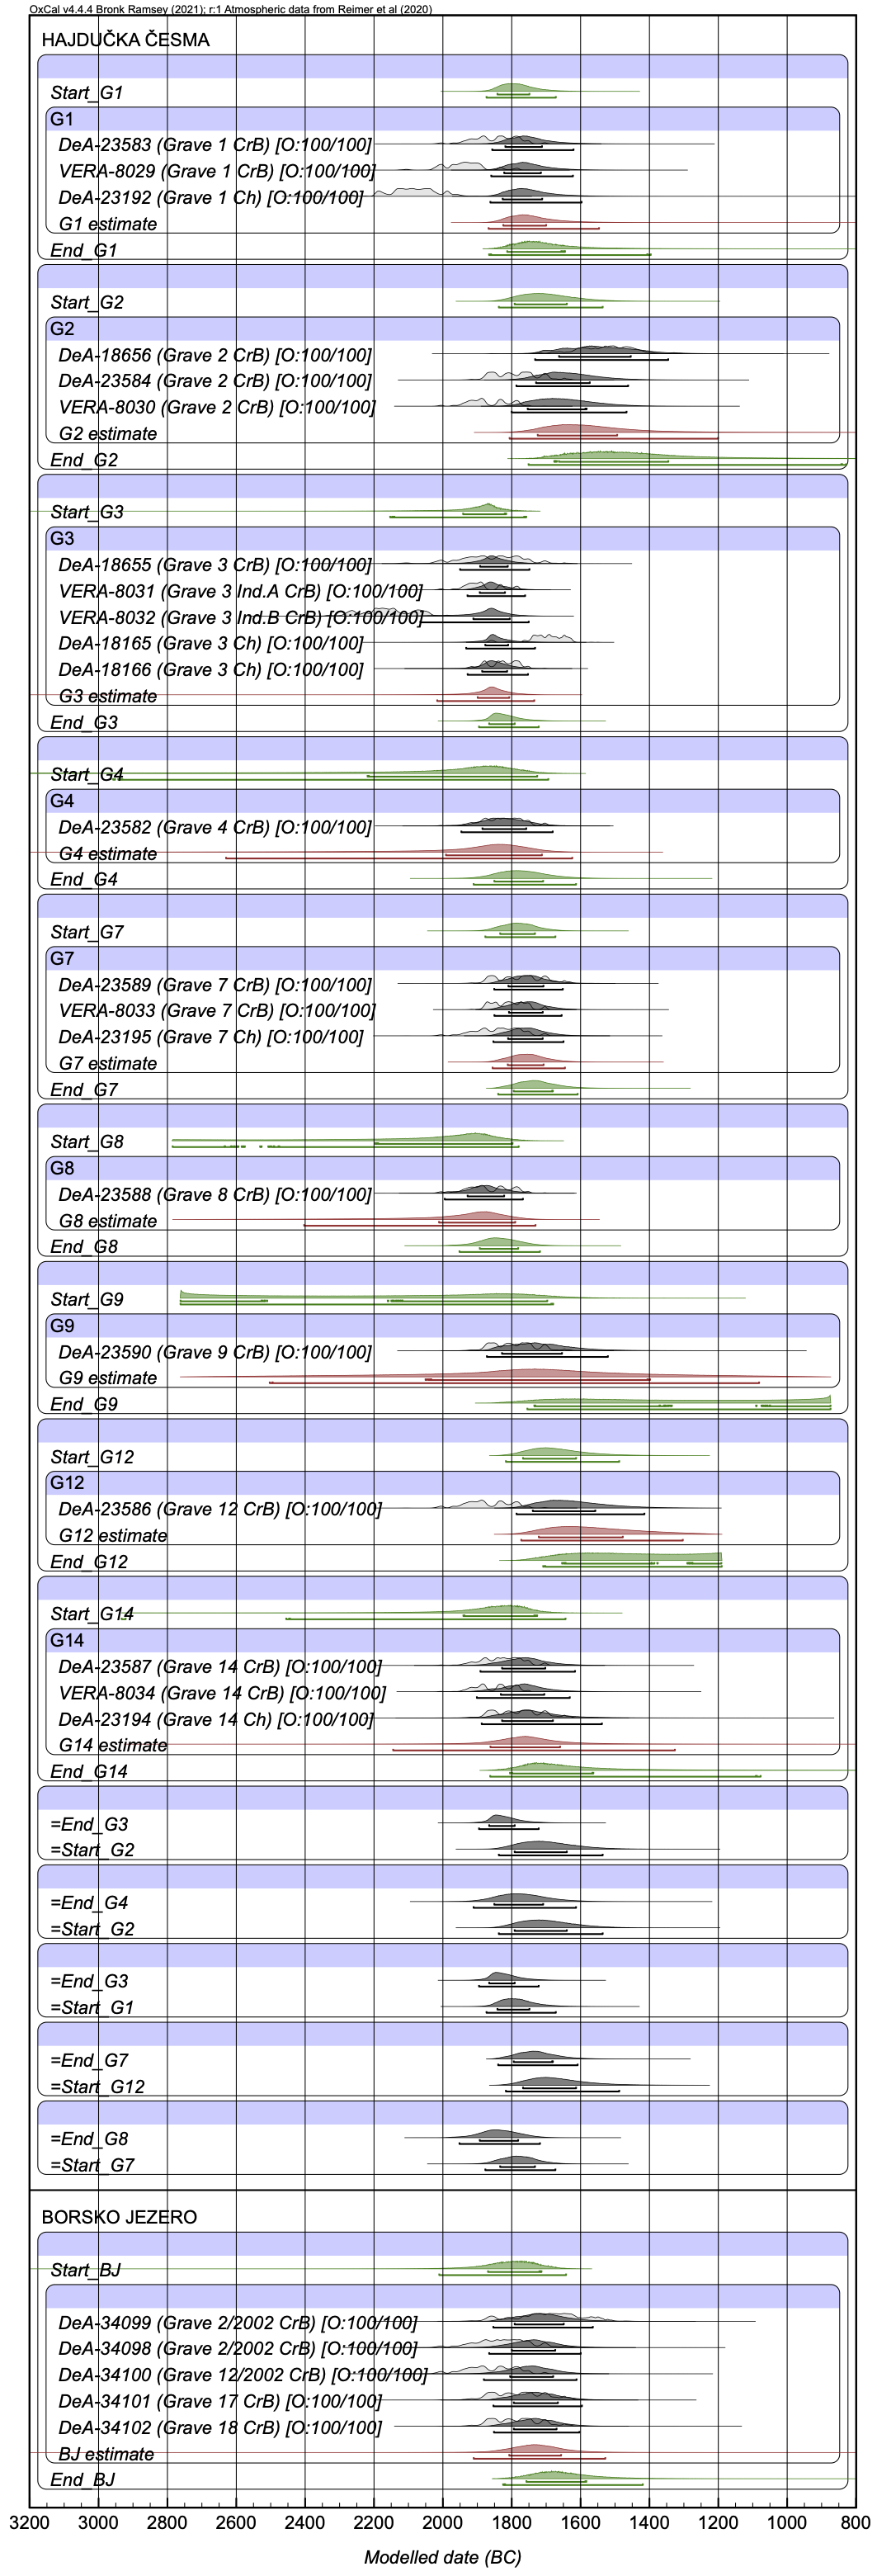 OxCal v4.4.4 Bronk Ramsey (2021); r:1 Atmospheric data from Reimer et al (2020)
HAJDUČKA ČESMA
Start_G1
G1
DeA-23583 (Grave 1 CrB) [O:100/100]
VERA-8029 (Grave 1 CrB) [O:100/100]
DeA-23192 (Grave 1 Ch) [O:100/100]
G1 estimate
End_G1
Start_G2
G2
DeA-18656 (Grave 2 CrB) [O:100/100]
DeA-23584 (Grave 2 CrB) [O:100/100]
VERA-8030 (Grave 2 CrB) [O:100/100]
G2 estimate
End_G2
Start_G3
G3
DeA-18655 (Grave 3 CrB) [O:100/100]
VERA-8031 (Grave 3 Ind.A CrB) [O:100/100]
VERA-8032 (Grave 3 Ind.B CrB) [O:100/100]
DeA-18165 (Grave 3 Ch) [O:100/100]
DeA-18166 (Grave 3 Ch) [O:100/100]
G3 estimate
End_G3
Start_G4
G4
DeA-23582 (Grave 4 CrB) [O:100/100]
G4 estimate
End_G4
Start_G7
G7
DeA-23589 (Grave 7 CrB) [O:100/100]
VERA-8033 (Grave 7 CrB) [O:100/100]
DeA-23195 (Grave 7 Ch) [O:100/100]
G7 estimate
End_G7
Start_G8
G8
DeA-23588 (Grave 8 CrB) [O:100/100]
G8 estimate
End_G8
Start_G9
G9
DeA-23590 (Grave 9 CrB) [O:100/100]
G9 estimate
End_G9
Start_G12
G12
DeA-23586 (Grave 12 CrB) [O:100/100]
G12 estimate
End_G12
Start_G14
G14
DeA-23587 (Grave 14 CrB) [O:100/100]
VERA-8034 (Grave 14 CrB) [O:100/100]
DeA-23194 (Grave 14 Ch) [O:100/100]
G14 estimate
End_G14
=End_G3
=Start_G2
=End_G4
=Start_G2
=End_G3
=Start_G1
=End_G7
=Start_G12
=End_G8
=Start_G7
BORSKO JEZERO
Start_BJ
DeA-34099 (Grave 2/2002 CrB) [O:100/100]
DeA-34098 (Grave 2/2002 CrB) [O:100/100]
DeA-34100 (Grave 12/2002 CrB) [O:100/100]
DeA-34101 (Grave 17 CrB) [O:100/100]
DeA-34102 (Grave 18 CrB) [O:100/100]
BJ estimate
End_BJ
3200 3000 2800 2600 2400 2200 2000 1800 1600 1400 1200 1000 800
Modelled date (BC)